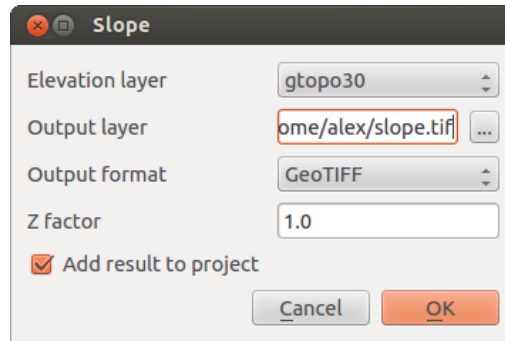 Slope
Elevation layer gtopo30
Output layer ome/alex/slope.tif ...
Output format GeoTIFF
Z factor 1.0
Add result to project
Cancel OK